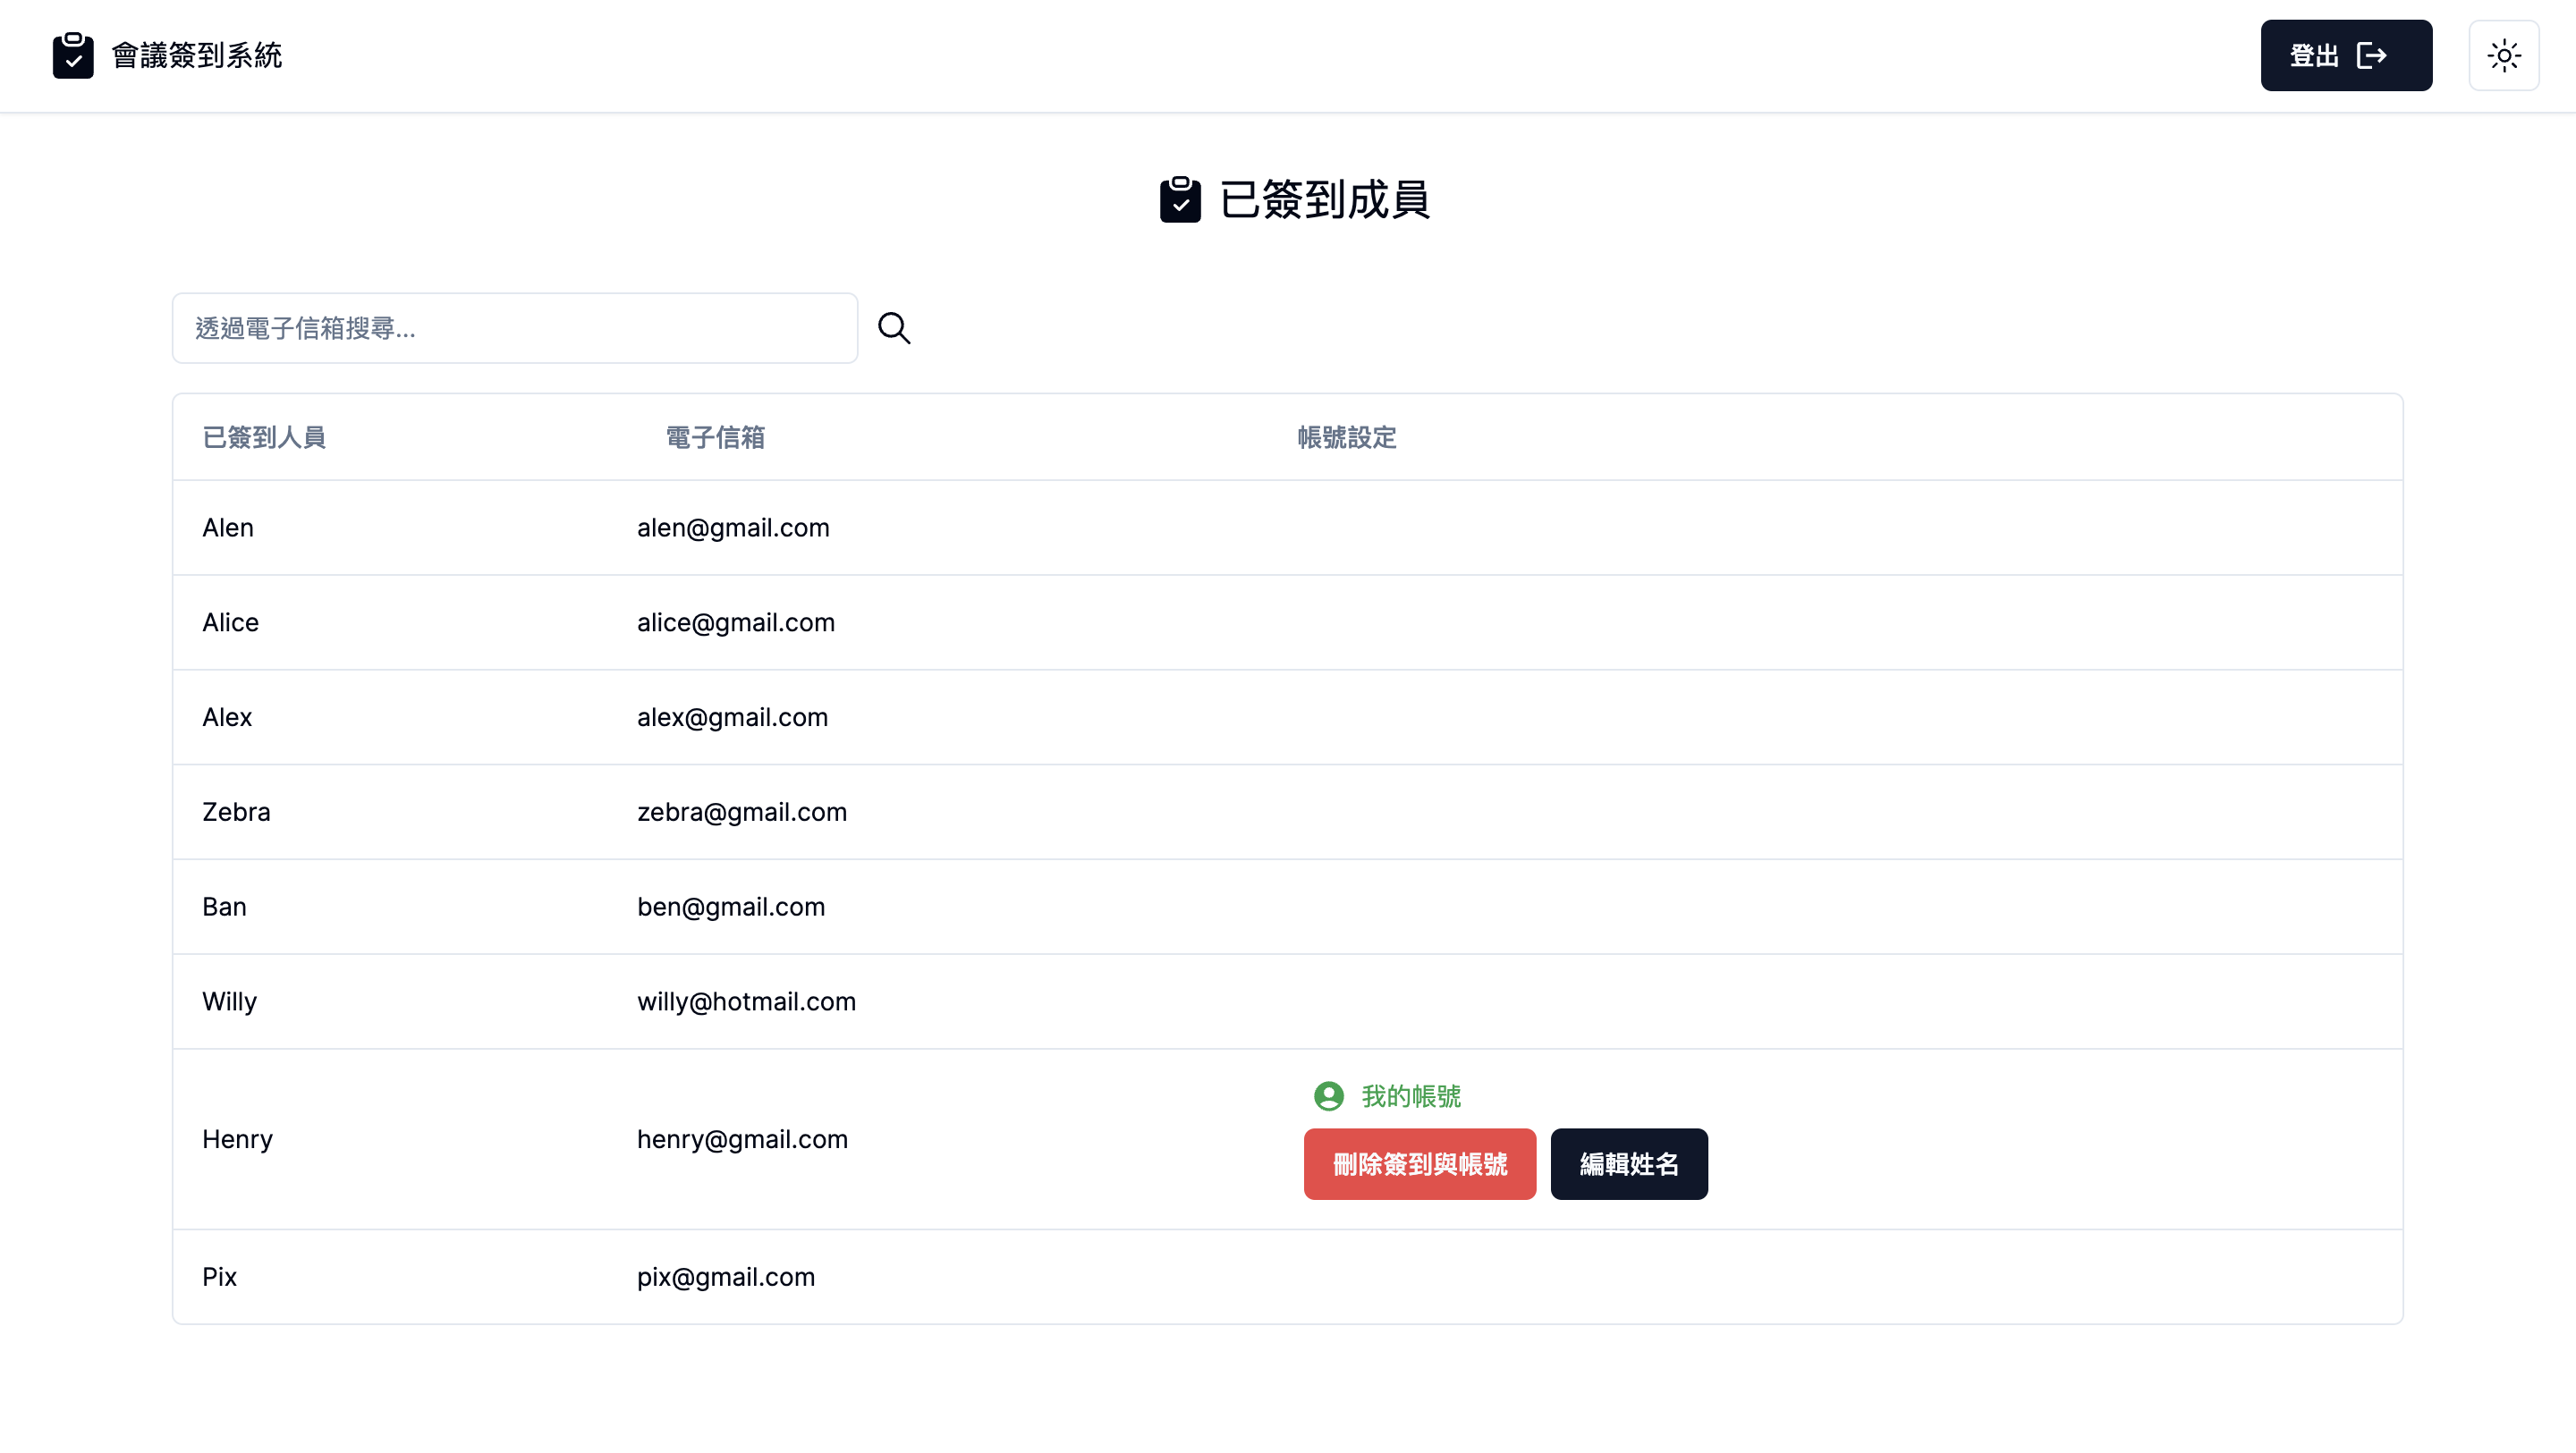 會議簽到系統
登出
已簽到成員
透過電子信箱搜尋...
已簽到人員 電子信箱 帳號設定
Alen alen@gmail.com
Alice alice@gmail.com
Alex alex@gmail.com
Zebra zebra@gmail.com
Ban ben@gmail.com
Willy willy@hotmail.com
我的帳號
Henry henry@gmail.com
刪除簽到與帳號 編輯姓名
Pix pix@gmail.com